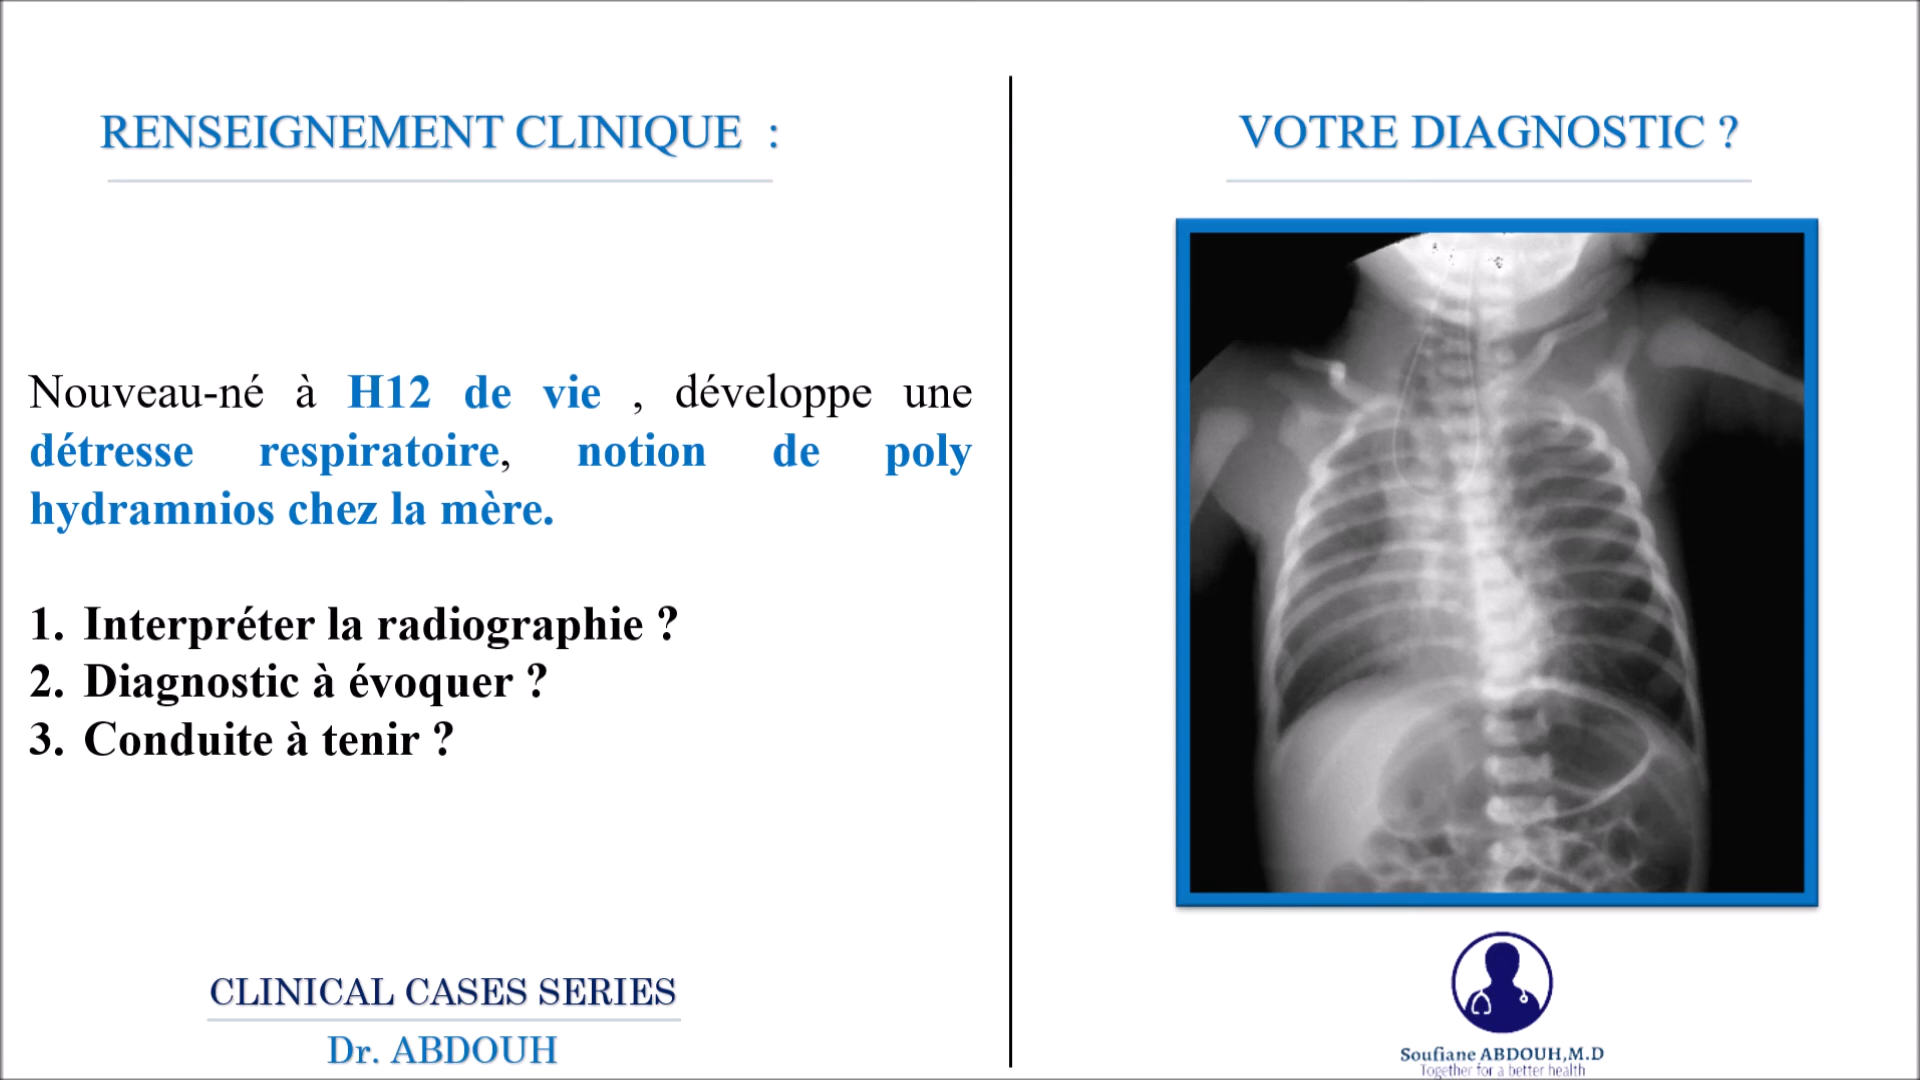 RENSEIGNEMENT CLINIQUE :
Nouveau-né à H12 de vie , développe une
détresse respiratoire, notion de poly
hydramnios chez la mère.
1. Interpréter la radiographie ?
2. Diagnostic à évoquer ?
3. Conduite à tenir ?
CLINICAL CASES SERIES
Dr. ABDOUH
VOTRE DIAGNOSTIC ?
Soufiane ABDOUH,M.D
Together for a better health